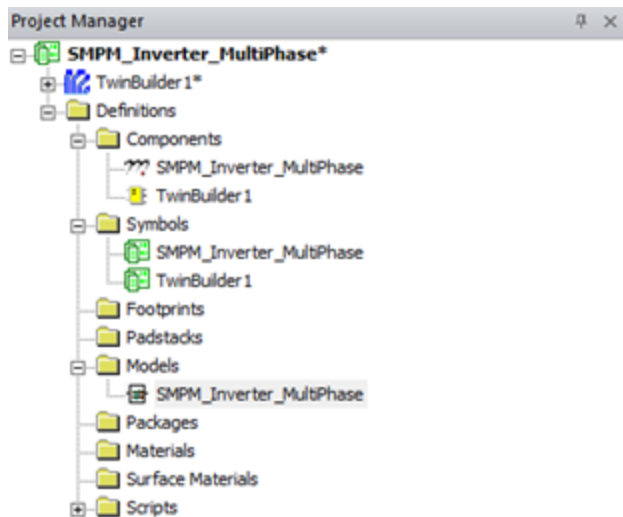 Project Manager
SMPM_Inverter_MultiPhase*
TwinBuilder1*
Definitions
Components
??? SMPM_Inverter_MultiPhase
TwinBuilder1
Symbols
SMPM_Inverter_MultiPhase
TwinBuilder1
Footprints
Padstacks
Models
SMPM_Inverter_MultiPhase
Packages
Materials
Surface Materials
Scripts